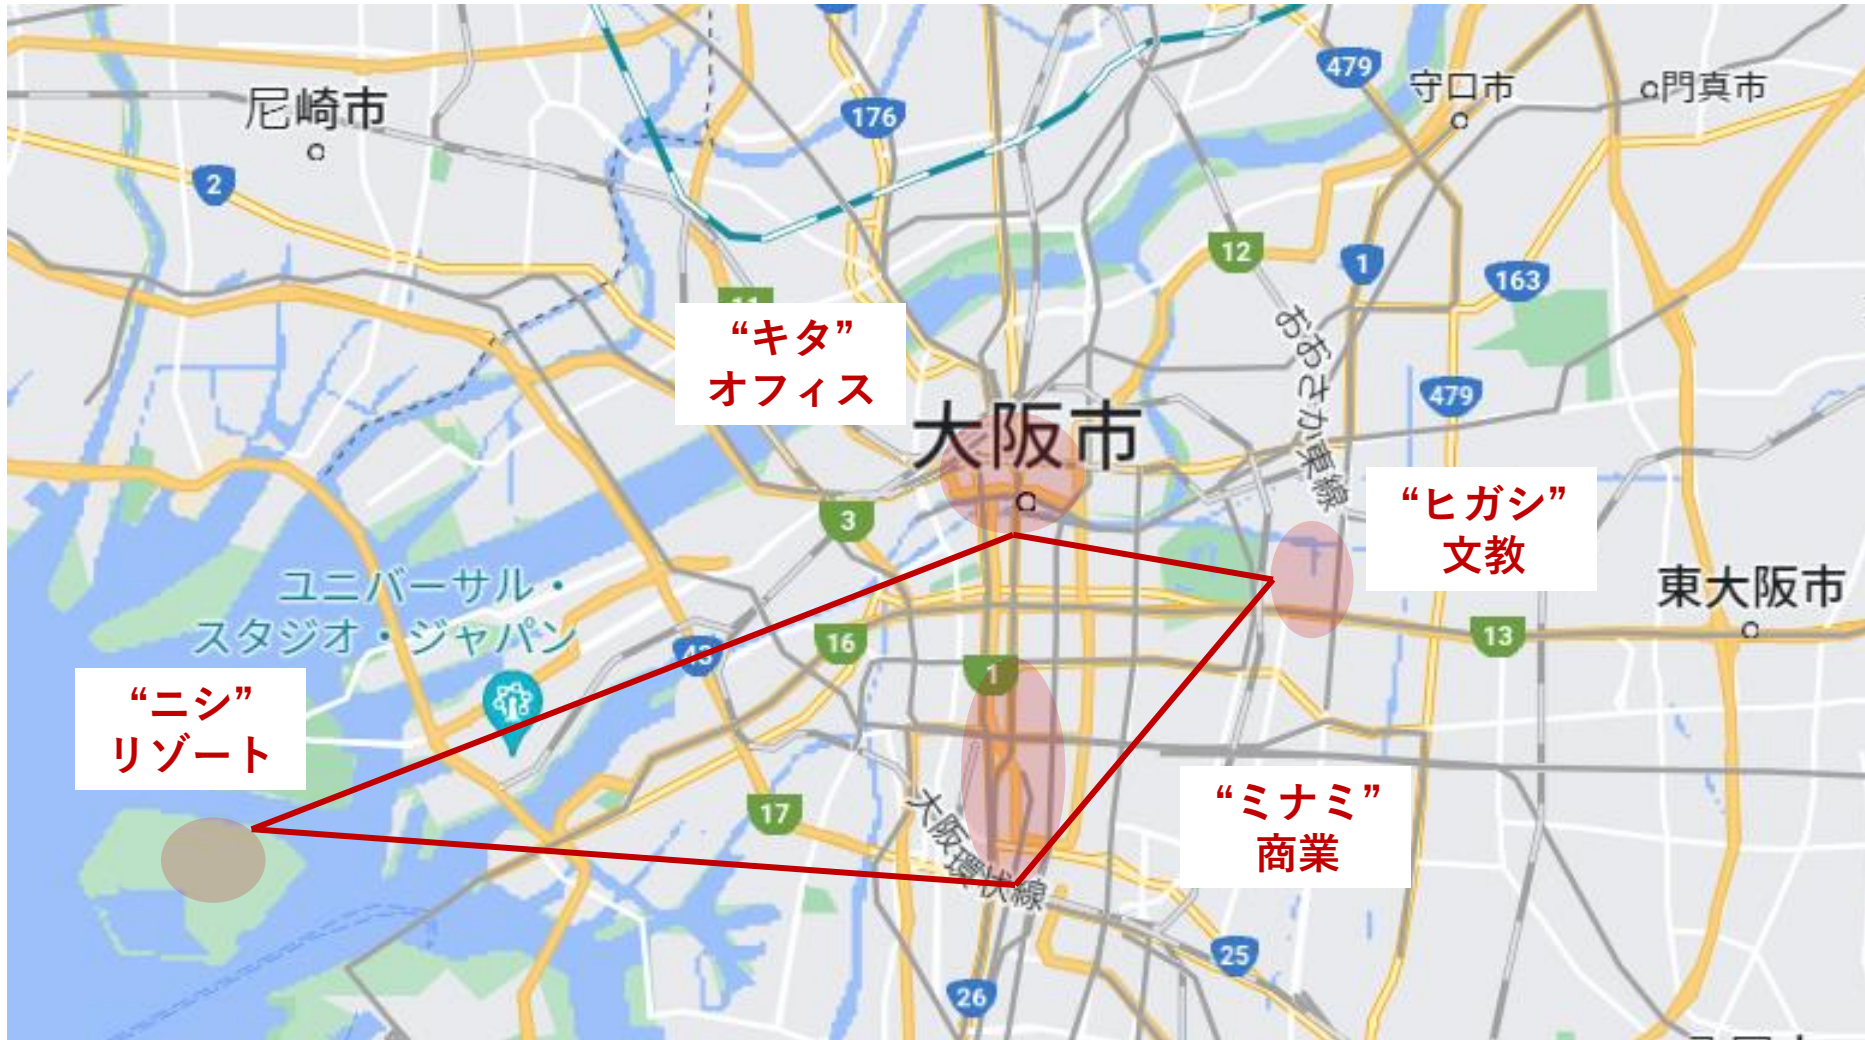 479
守口市
門真市
尼崎市
176
2
12
1
163
11
“キタ”
オフィス
おおさか東線
479
大阪市
3
“ヒガシ”
文教
ユニバーサル・
スタジオ・ジャパン
東大阪市
43
16
13
1
“ニシ”
リゾート
17
大阪環状線
“ミナミ”
商業
25
26